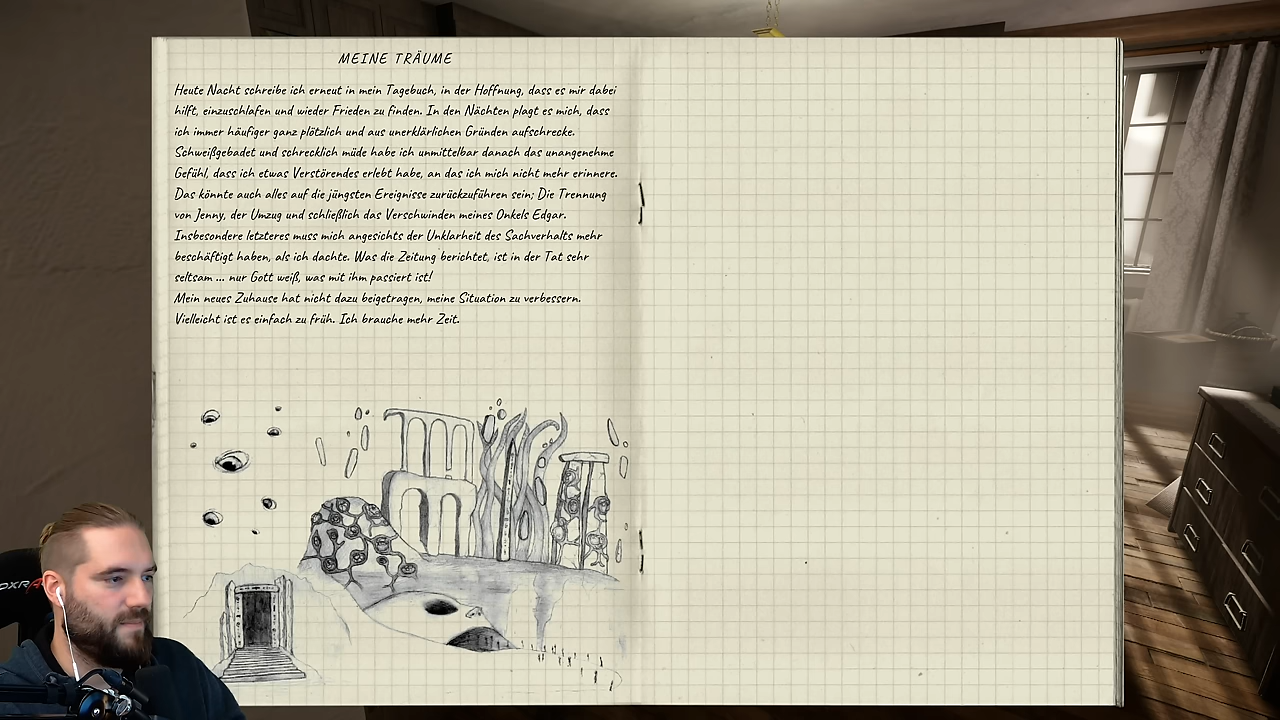 MEINE TRÄUME
Heute Nacht schreibe ich erneut in mein Tagebuch, in der Hoffnung, dass es mir dabei
hilft, einzuschlafen und wieder Frieden zu finden. In den Nächten plagt es mich, dass
ich immer häufiger ganz plötzlich und aus unerklärlichen Gründen aufschrecke.
Schweißgebadet und schrecklich müde habe ich unmittelbar danach das unangenehme
Gefühl, dass ich etwas Verstörendes erlebt habe, an das ich mich nicht mehr erinnere.
Das könnte auch alles auf die jüngsten Ereignisse zurückzuführen sein; Die Trennung
von Jenny, der Umzug und schließlich das Verschwinden meines Onkels Edgar.
Insbesondere letzteres muss mich angesichts der Unklarheit des Sachverhalts mehr
beschäftigt haben, als ich dachte. Was die Zeitung berichtet, ist in der Tat sehr
seltsam ... nur Gott weiß, was mit ihm passiert ist!
Mein neues Zuhause hat nicht dazu beigetragen, meine Situation zu verbessern.
Vielleicht ist es einfach zu früh. Ich brauche mehr Zeit.